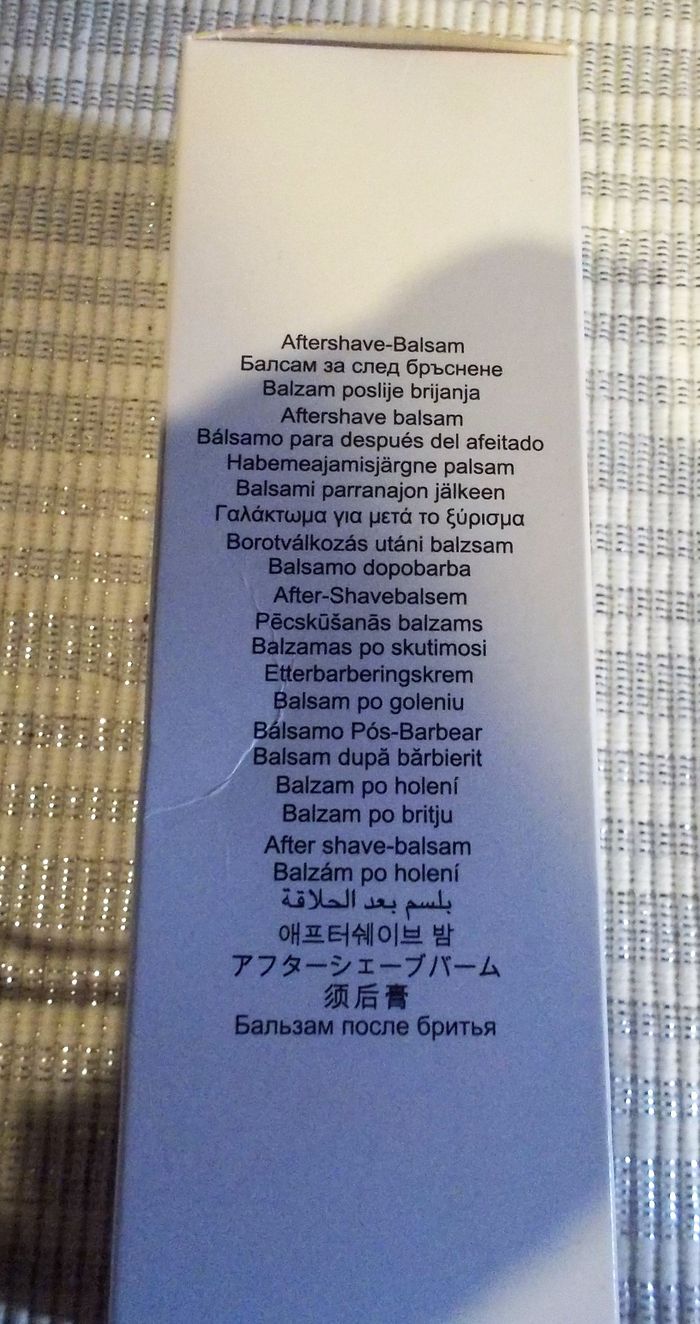 Aftershave-Balsam
Балсам за след бръснене
Balzam poslije brijanja
Aftershave balsam
Bálsamo para después del afeitado
Habemeajamisjärgne palsam
Balsami parranajon jälkeen
Γαλάκτωμα για μετά το ξύρισμα
Borotválkozás utáni balzsam
Balsamo dopobarba
After-Shavebalsem
Pēcskūšanās balzams
Balzamas po skutimosi
Etterbarberingskrem
Balsam po goleniu
Bálsamo Pós-Barbear
Balsam după bărbierit
Balzam po holení
Balzam po britju
After shave-balsam
Balzám po holení
بلسم بعد الحلاقة
애프터쉐이브 밤
アフターシェーブバーム
须后膏
Бальзам после бритья